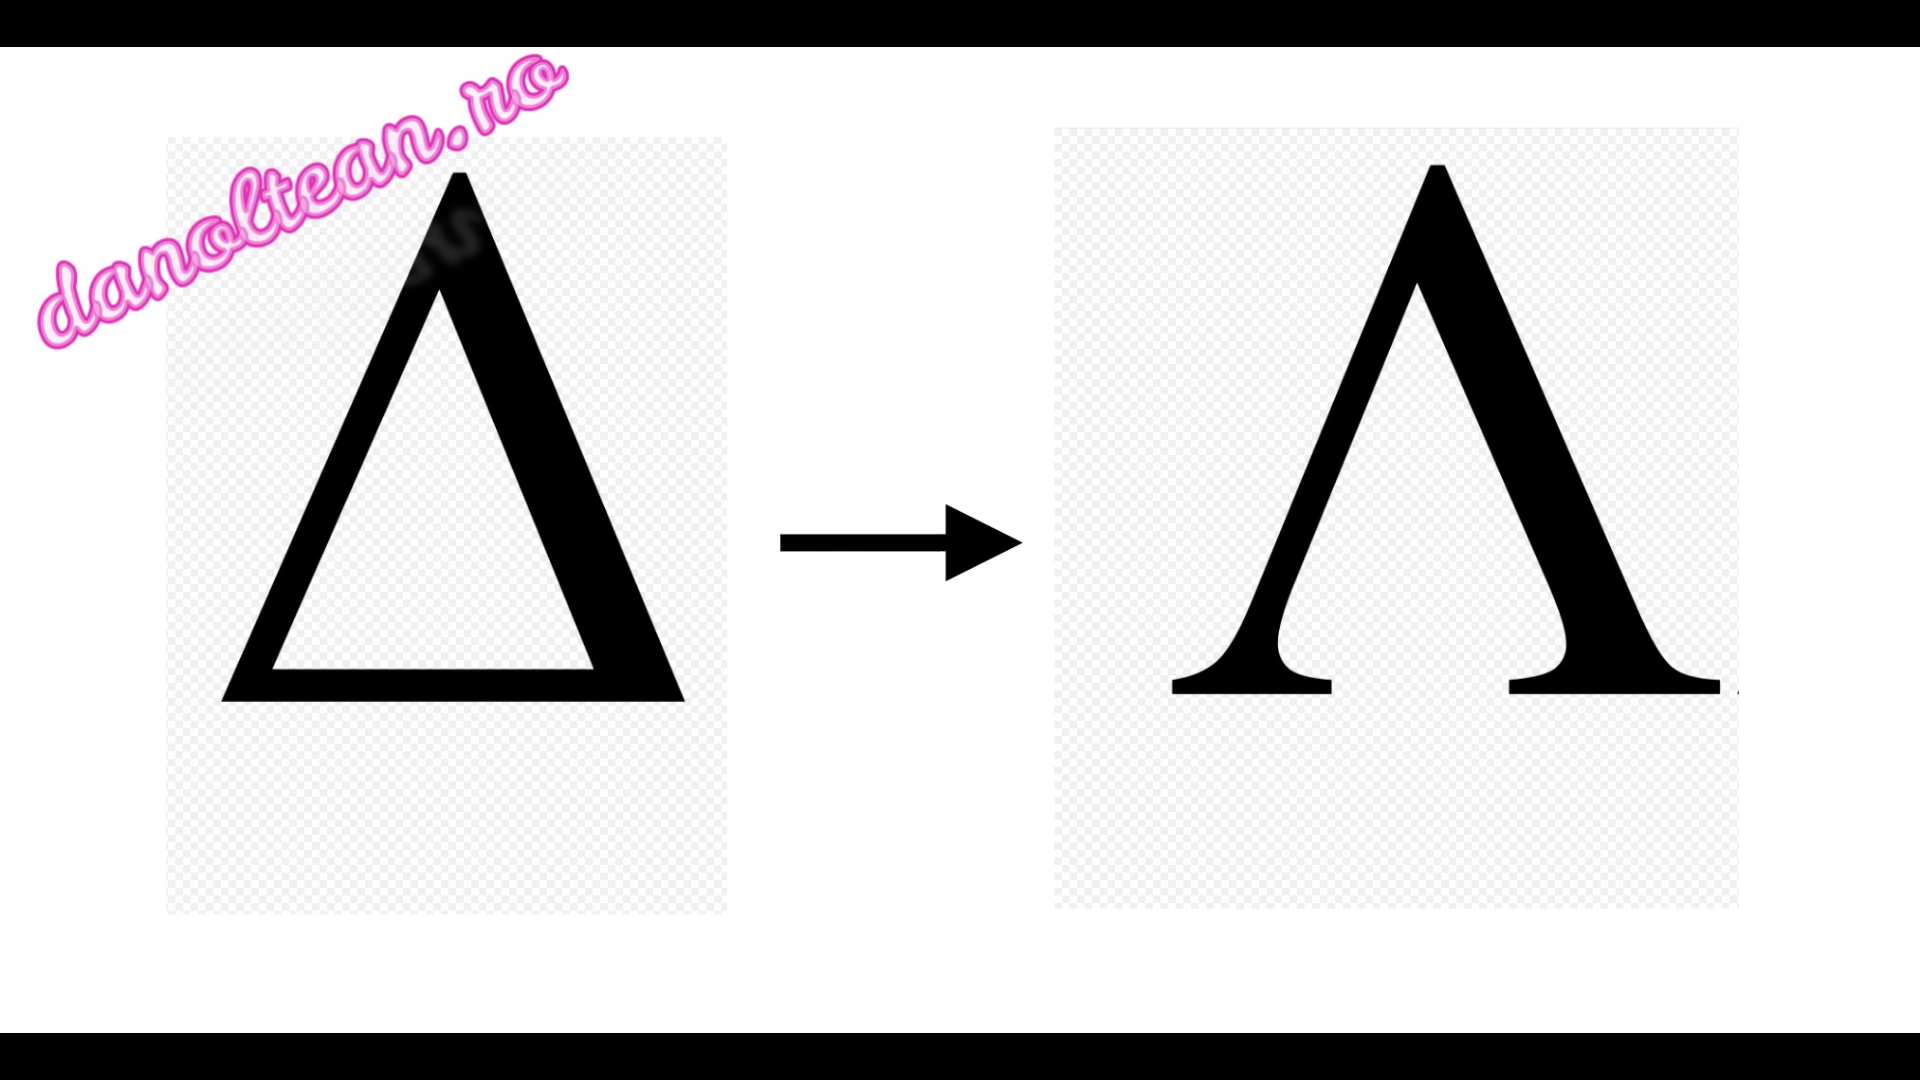 danoltean.ro
Δ → Λ